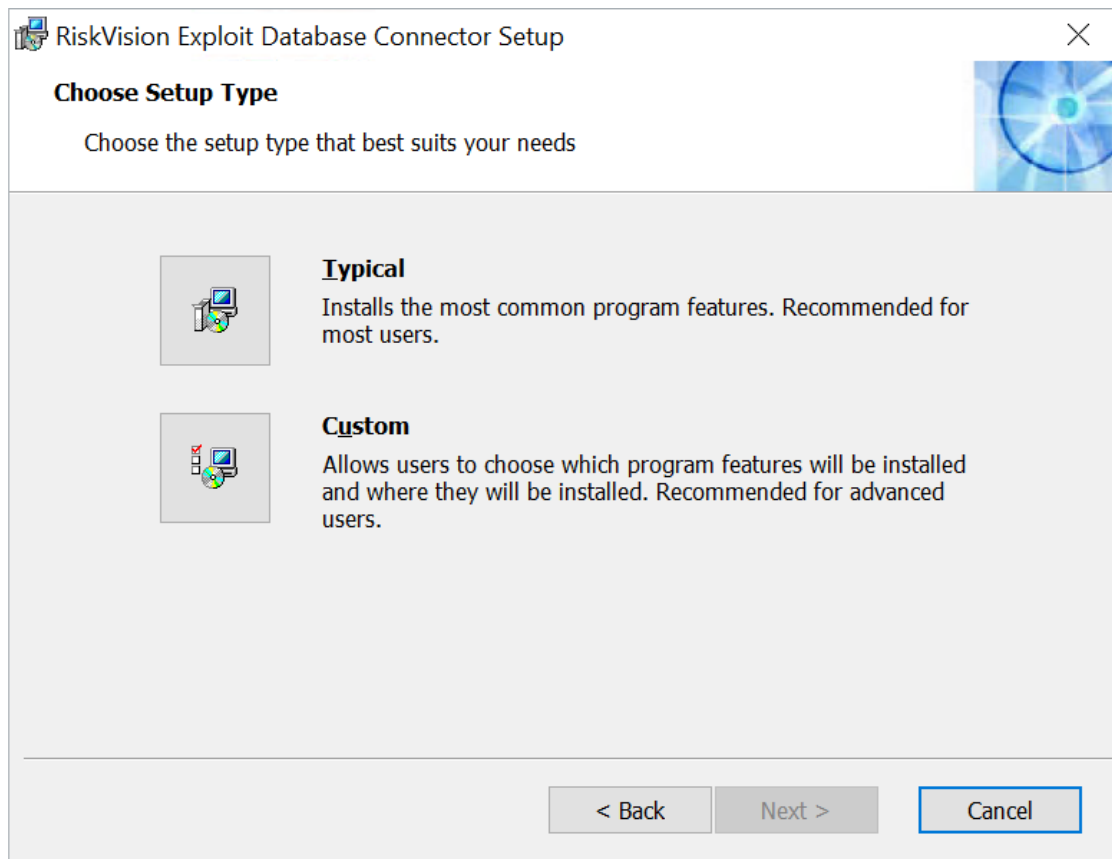 RiskVision Exploit Database Connector Setup
Choose Setup Type
Choose the setup type that best suits your needs
Typical
Installs the most common program features. Recommended for
most users.
Custom
Allows users to choose which program features will be installed
and where they will be installed. Recommended for advanced
users.
< Back
Next >
Cancel